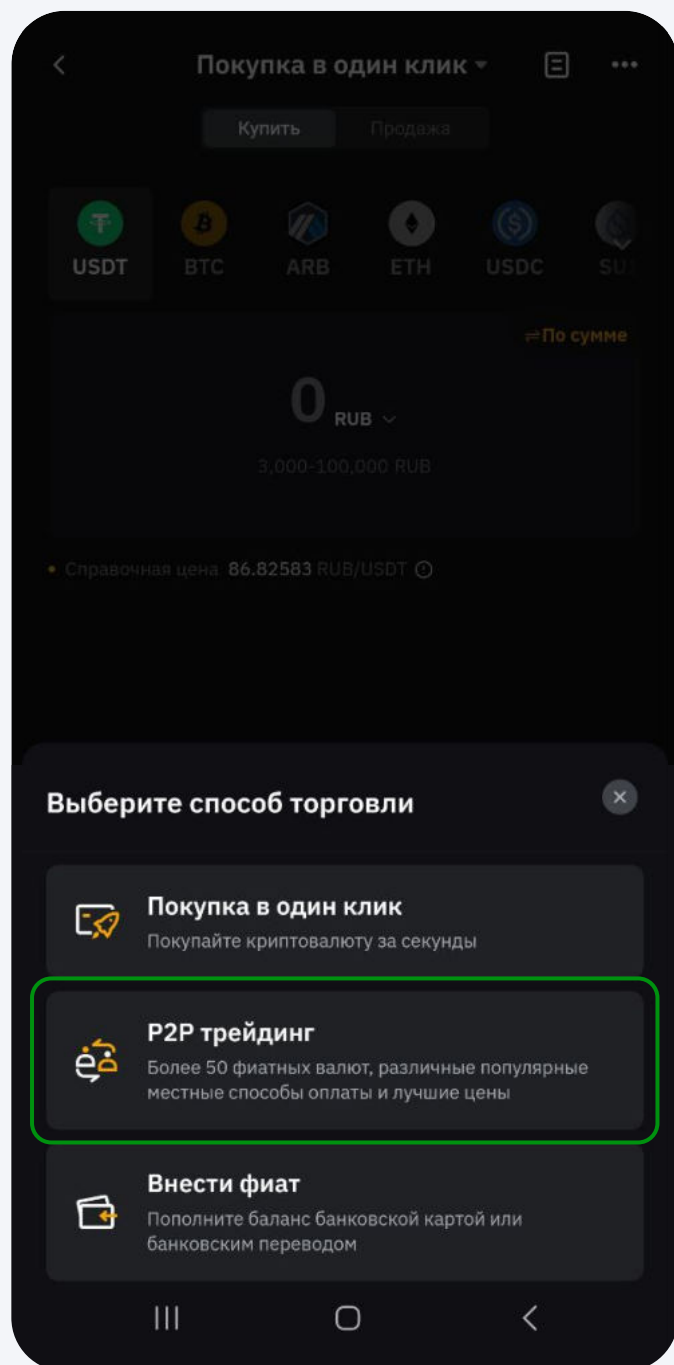 Покупка в один клик
Купить Продажа
USDT BTC ARB ETH USDC
По сумме
0 RUB
3,000-100,000 RUB
Справочная цена 86.82583 RUB/USDT
Выберите способ торговли
Покупка в один клик
Покупайте криптовалюту за секунды
P2P трейдинг
Более 50 фиатных валют, различные популярные
местные способы оплаты и лучшие цены
Внести фиат
Пополните баланс банковской картой или
банковским переводом